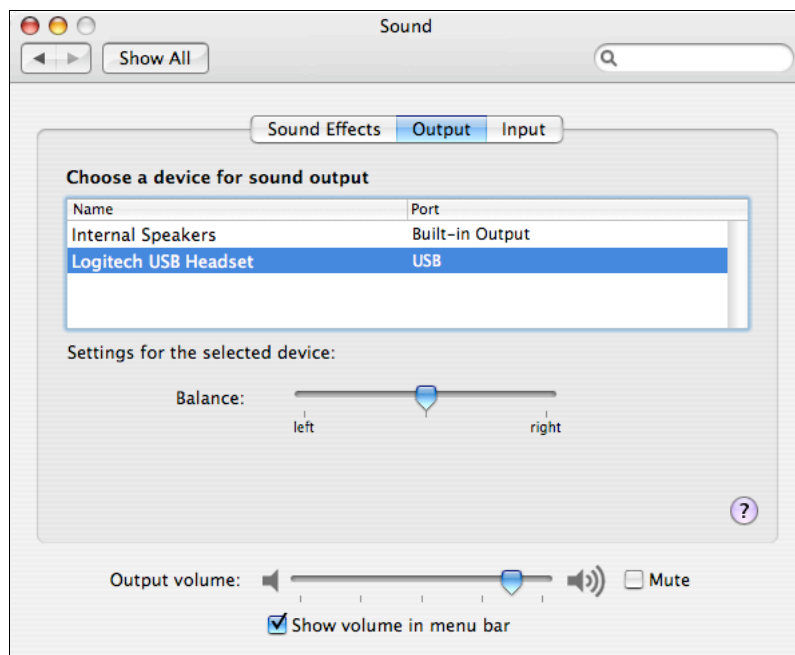 Sound
Show All
Sound Effects Output Input
Choose a device for sound output
Name Port
Internal Speakers Built-in Output
Logitech USB Headset USB
Settings for the selected device:
Balance:
left right
?
Output volume: Mute
Show volume in menu bar